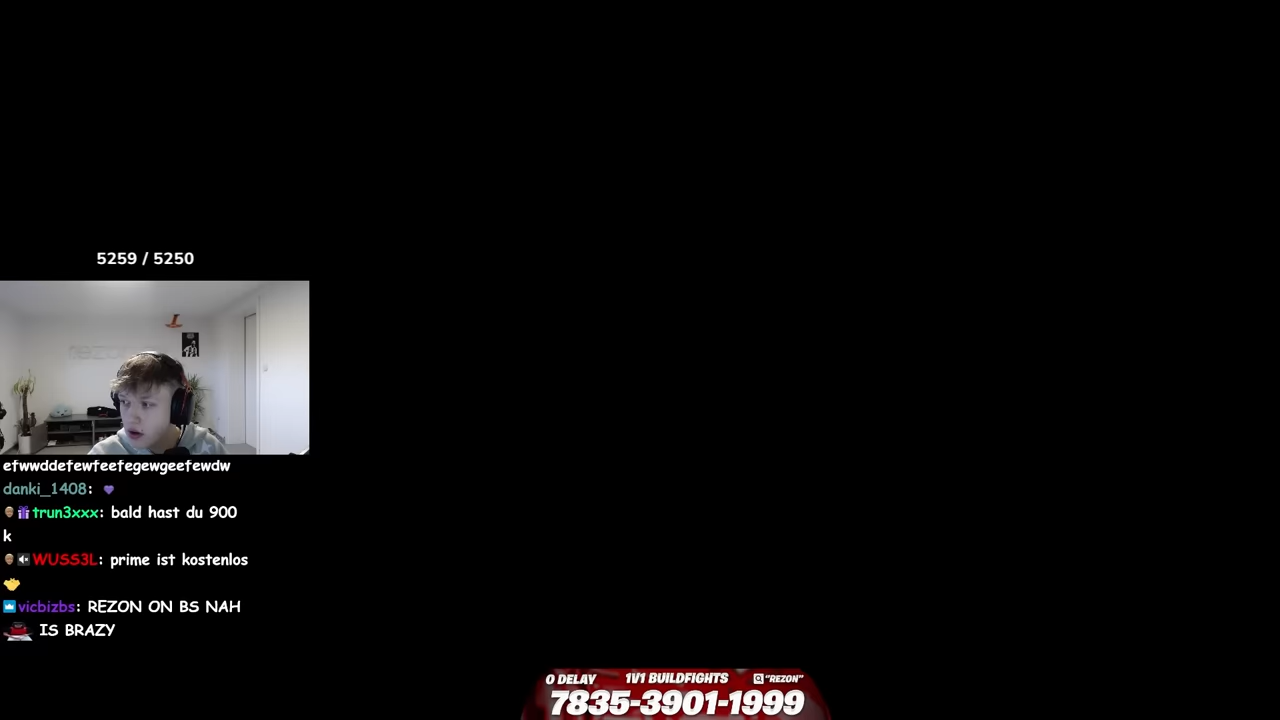 5259 / 5250
rezon
efwwddefewfeefegewgeefewdw
danki_1408:
trun3xxx: bald hast du 900
k
WUSS3L: prime ist kostenlos
vicbizbs: REZON ON BS NAH
IS BRAZY
0 DELAY 1V1 BUILDFIGHTS "REZON"
7835-3901-1999